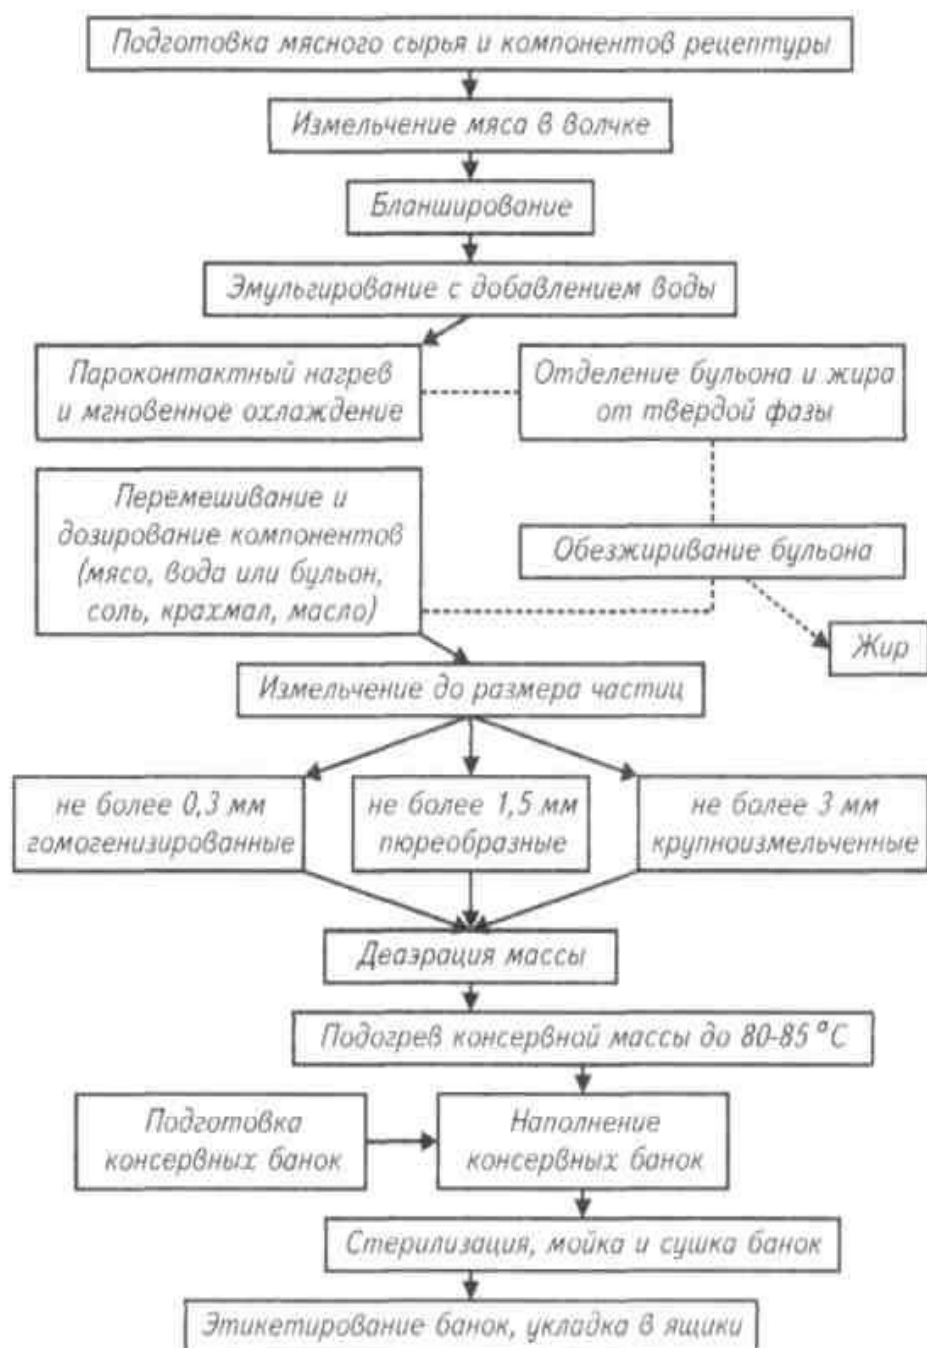 Подготовка мясного сырья и компонентов рецептуры
Измельчение мяса в волчке
Бланширование
Эмульгирование с добавлением воды
Пароконтактный нагрев
и мгновенное охлаждение
Отделение бульона и жира
от твердой фазы
Перемешивание и
дозирование компонентов
(мясо, вода или бульон,
соль, крахмал, масло)
Обезжиривание бульона
Жир
Измельчение до размера частиц
не более 0,3 мм
гомогенизированные
не более 1,5 мм
пюреобразные
не более 3 мм
крупноизмельченные
Деаэрация массы
Подогрев консервной массы до 80-85 °C
Подготовка
консервных банок
Наполнение
консервных банок
Стерилизация, мойка и сушка банок
Этикетирование банок, укладка в ящики